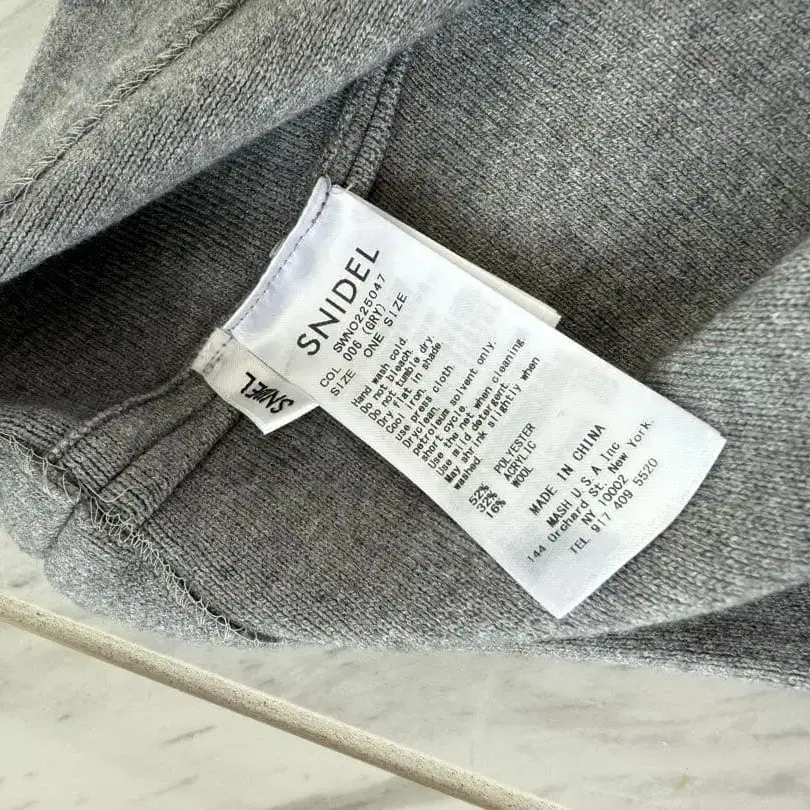 SNIDEL
SWNO225047
COL 006 (GRY)
SIZE ONE SIZE
Hand wash cold.
Do not bleach.
Do not tumble dry.
Dry flat in shade.
Cool iron.
use press cloth.
Dryclean.
petroleum solvent only.
short cycle.
Use the net when cleaning.
Use mild detergent.
May shrink slightly when
washed.
52% POLYESTER
32% ACRYLIC
16% WOOL
MADE IN CHINA
MASH U.S.A Inc
144 Orchard St. New York.
NY 10002
TEL 917 409 5520
SNIDEL